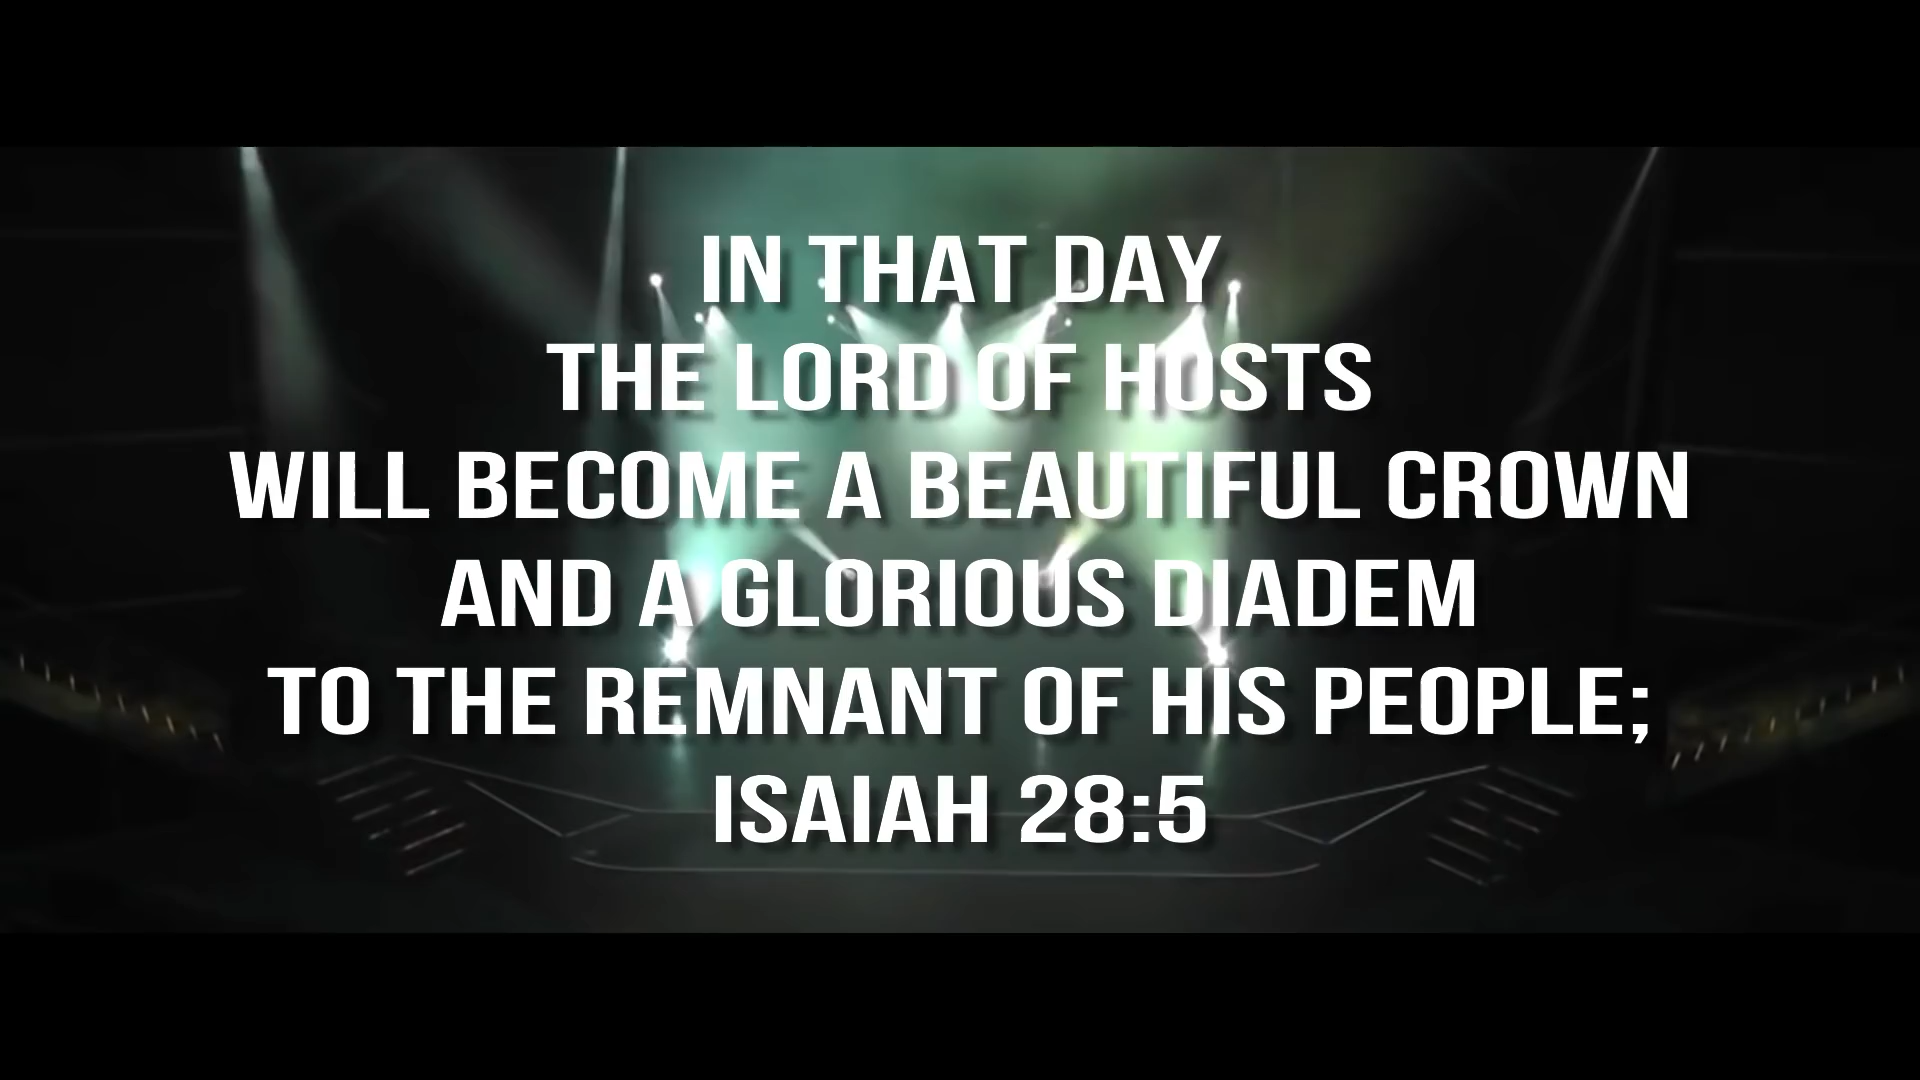 IN THAT DAY
THE LORD OF HOSTS
WILL BECOME A BEAUTIFUL CROWN
AND A GLORIOUS DIADEM
TO THE REMNANT OF HIS PEOPLE;
ISAIAH 28:5